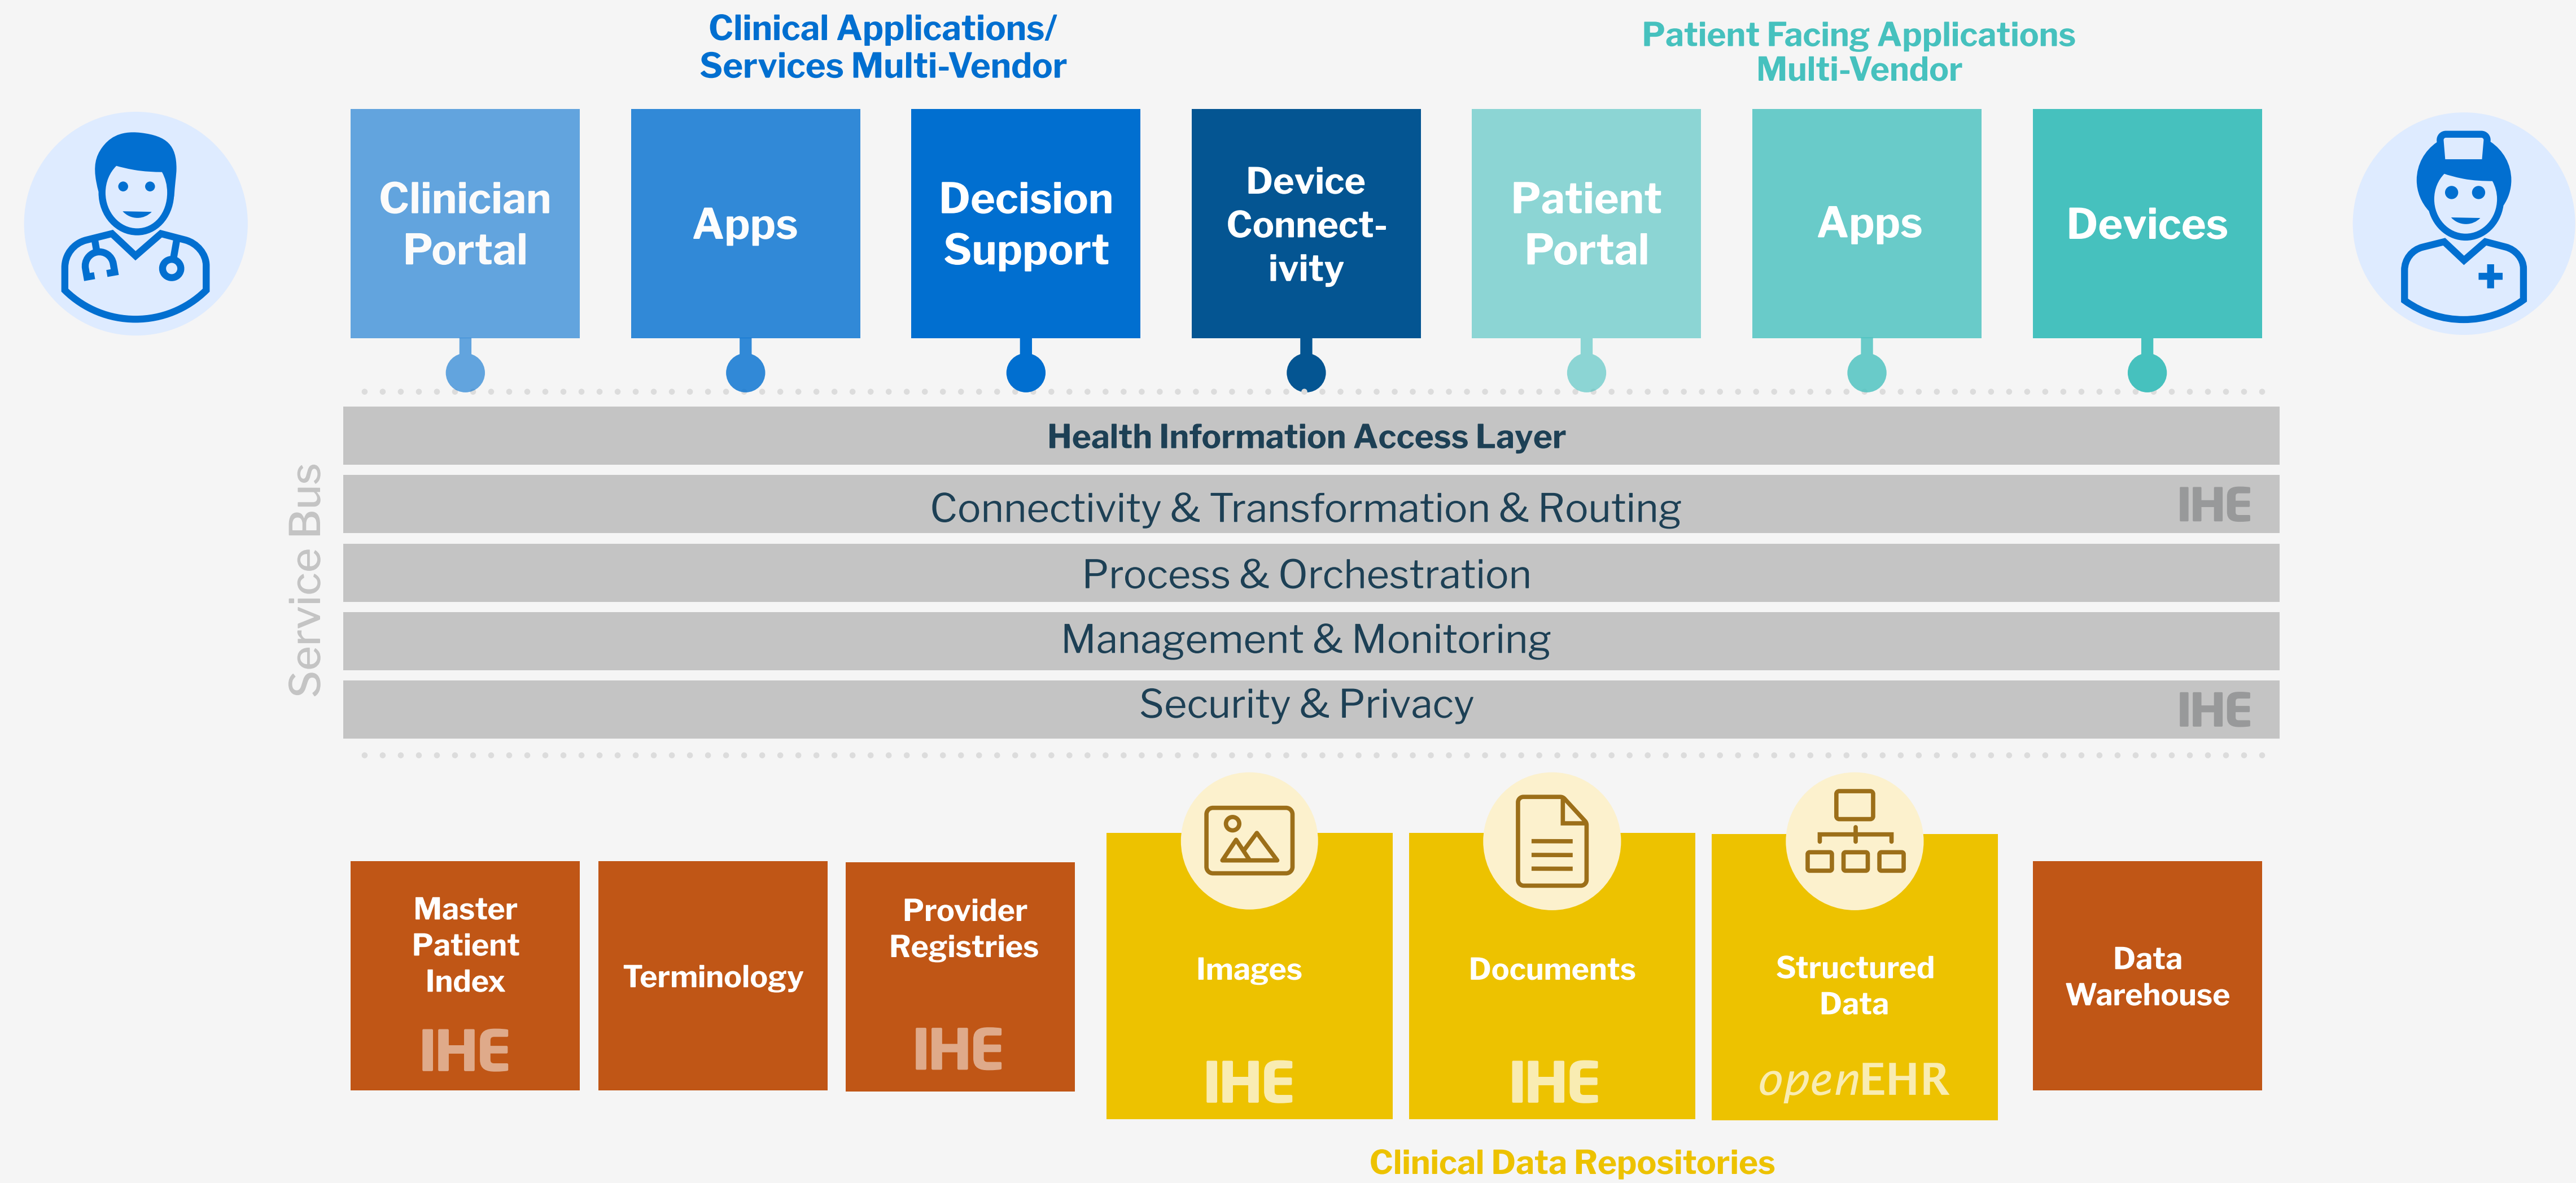 Clinical Applications/
Services Multi-Vendor
Patient Facing Applications
Multi-Vendor
Clinician
Portal
Apps
Decision
Support
Device
Connect-
ivity
Patient
Portal
Apps
Devices
Service Bus
Health Information Access Layer
Connectivity & Transformation & Routing
IHE
Process & Orchestration
Management & Monitoring
Security & Privacy
IHE
Master
Patient
Index
IHE
Terminology
Provider
Registries
IHE
Images
IHE
Documents
IHE
Structured
Data
openEHR
Data
Warehouse
Clinical Data Repositories